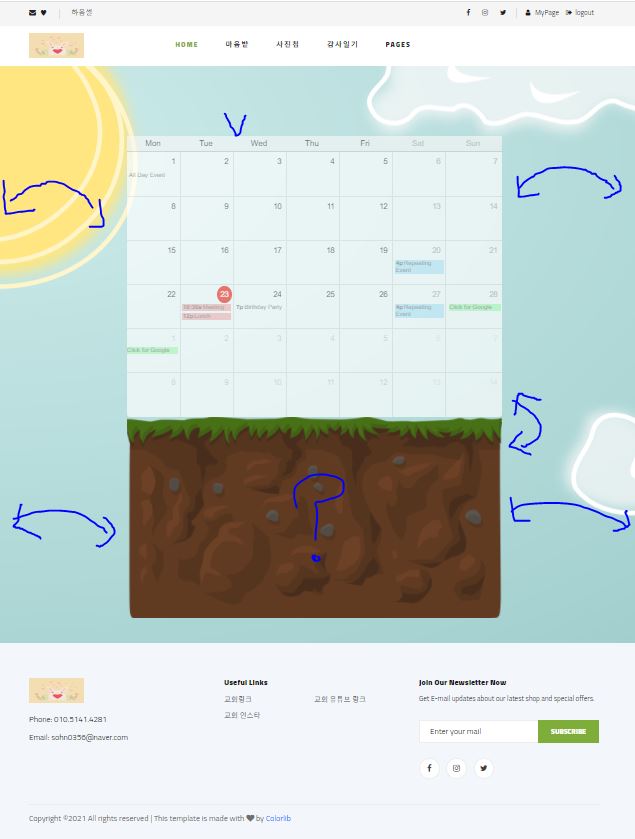 하음셀
MyPage logout
HOME 마음밭 사진첩 감사일기 PAGES
Mon Tue Wed Thu Fri Sat Sun
1 2 3 4 5 6 7
All Day Event
8 9 10 11 12 13 14
15 16 17 18 19 20 21
4p Repeating
Event
22 23 24 25 26 27 28
10:30a Meeting 7p Birthday Party 4p Repeating Click for Google
12p Lunch Event
1 2 3 4 5 6 7
Click for Google
8 9 10 11 12 13 14
?
Useful Links
교회링크 교회 유튜브 링크
교회 인스타
Join Our Newsletter Now
Get E-mail updates about our latest shop and special offers.
Enter your mail SUBSCRIBE
Phone: 010.5141.4281
Email: sohn0356@naver.com
Copyright ©2021 All rights reserved | This template is made with ♥ by Colorlib